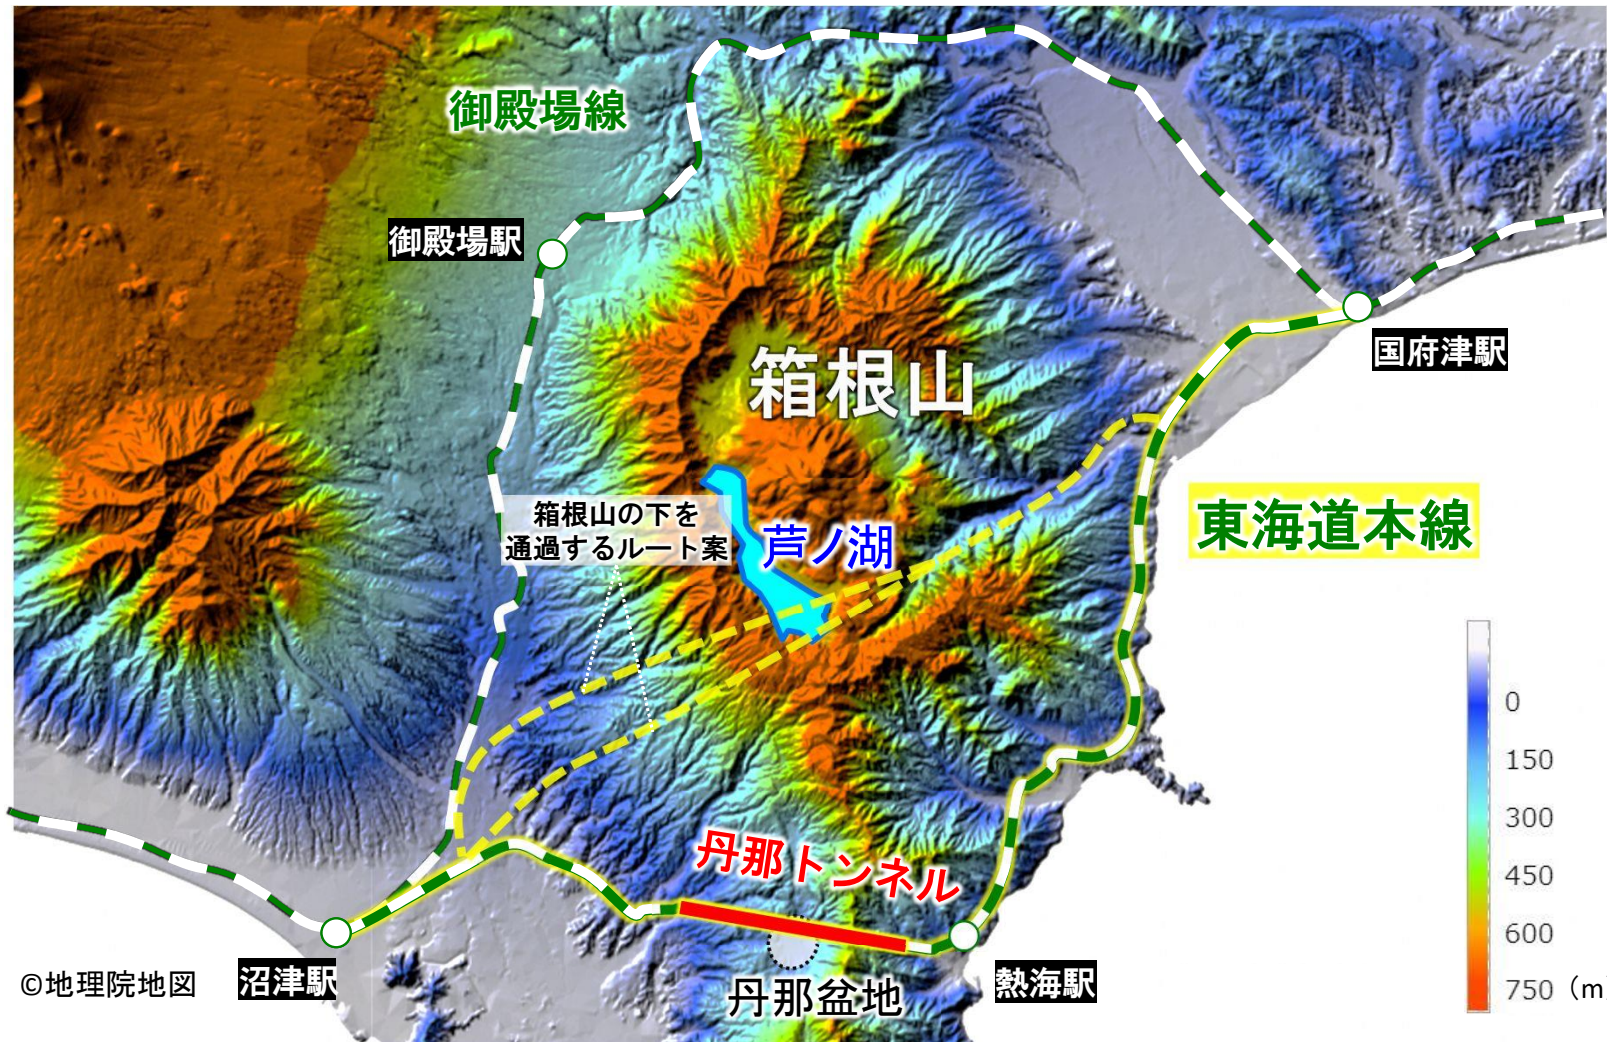 御殿場線
御殿場駅
国府津駅
箱根山
箱根山の下を
通過するルート案
芦ノ湖
東海道本線
0
150
300
450
600
750（m
丹那トンネル
丹那盆地
©地理院地図
沼津駅
熱海駅